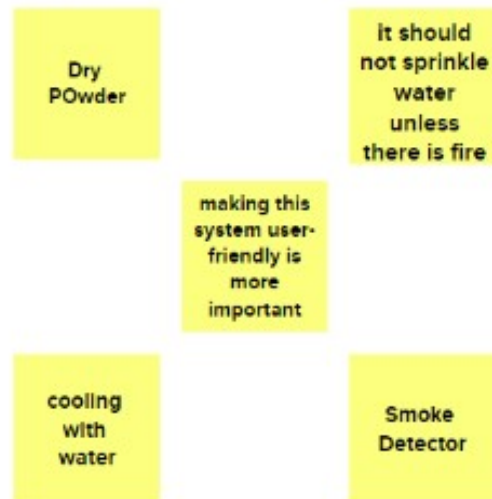 Dry
POwder
it should
not sprinkle
water
unless
there is fire
making this
system user-
friendly is
more
important
cooling
with
water
Smoke
Detector